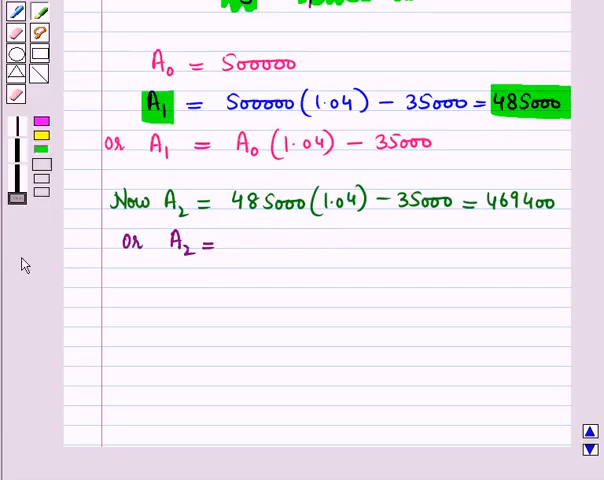 A₀ = 500000
A₁ = 500000(1.04) - 35000 = 485000
or A₁ = A₀(1.04) - 35000
Now A₂ = 485000(1.04) - 35000 = 469400
or A₂ =